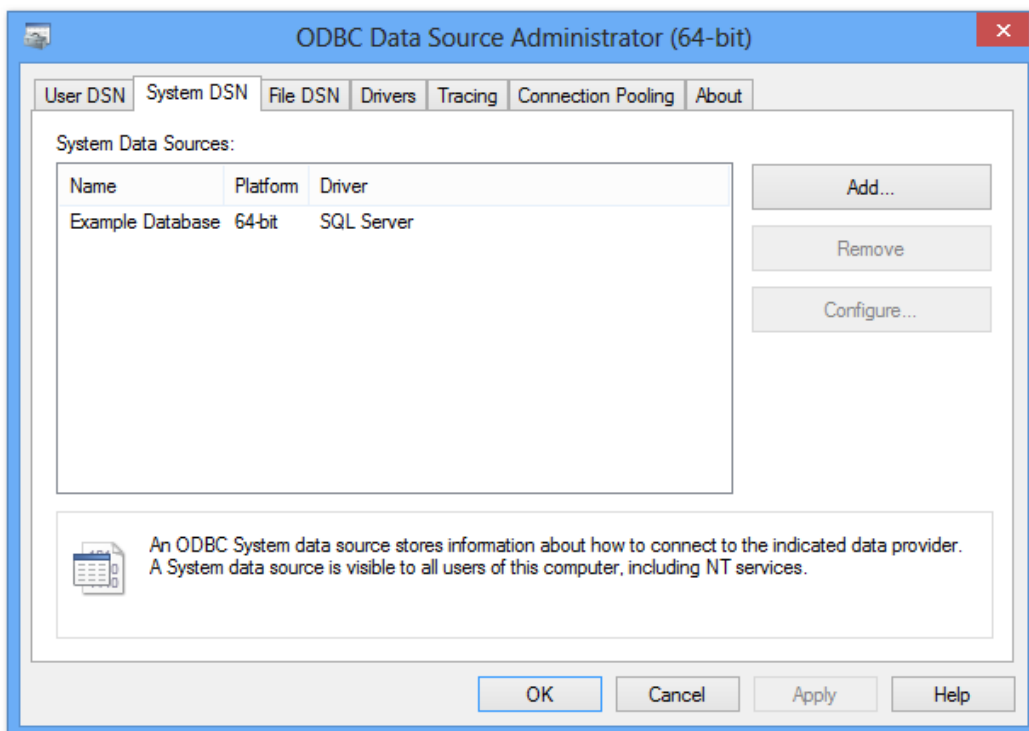 ODBC Data Source Administrator (64-bit)
User DSN System DSN File DSN Drivers Tracing Connection Pooling About
System Data Sources:
Name Platform Driver
Example Database 64-bit SQL Server
Add...
Remove
Configure...
An ODBC System data source stores information about how to connect to the indicated data provider.
A System data source is visible to all users of this computer, including NT services.
OK Cancel Apply Help